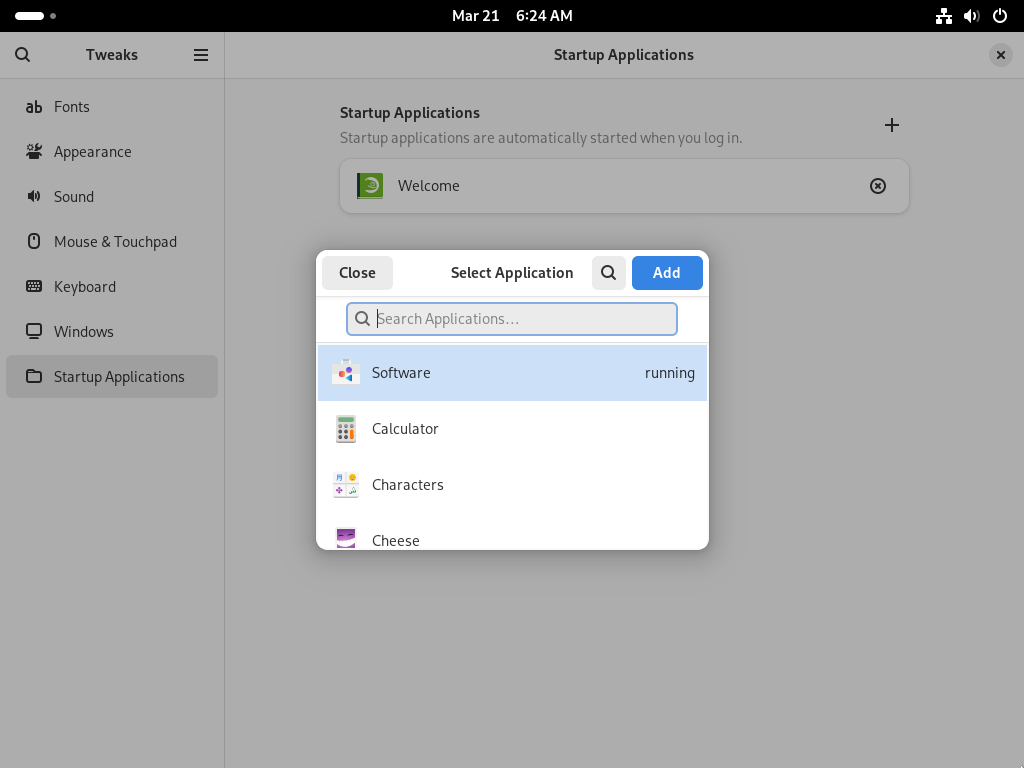 Mar 21 6:24 AM
Tweaks
Startup Applications
Fonts
Appearance
Sound
Mouse & Touchpad
Keyboard
Windows
Startup Applications
Startup Applications
Startup applications are automatically started when you log in.
Welcome
Close
Select Application
Add
Search Applications...
Software running
Calculator
Characters
Cheese